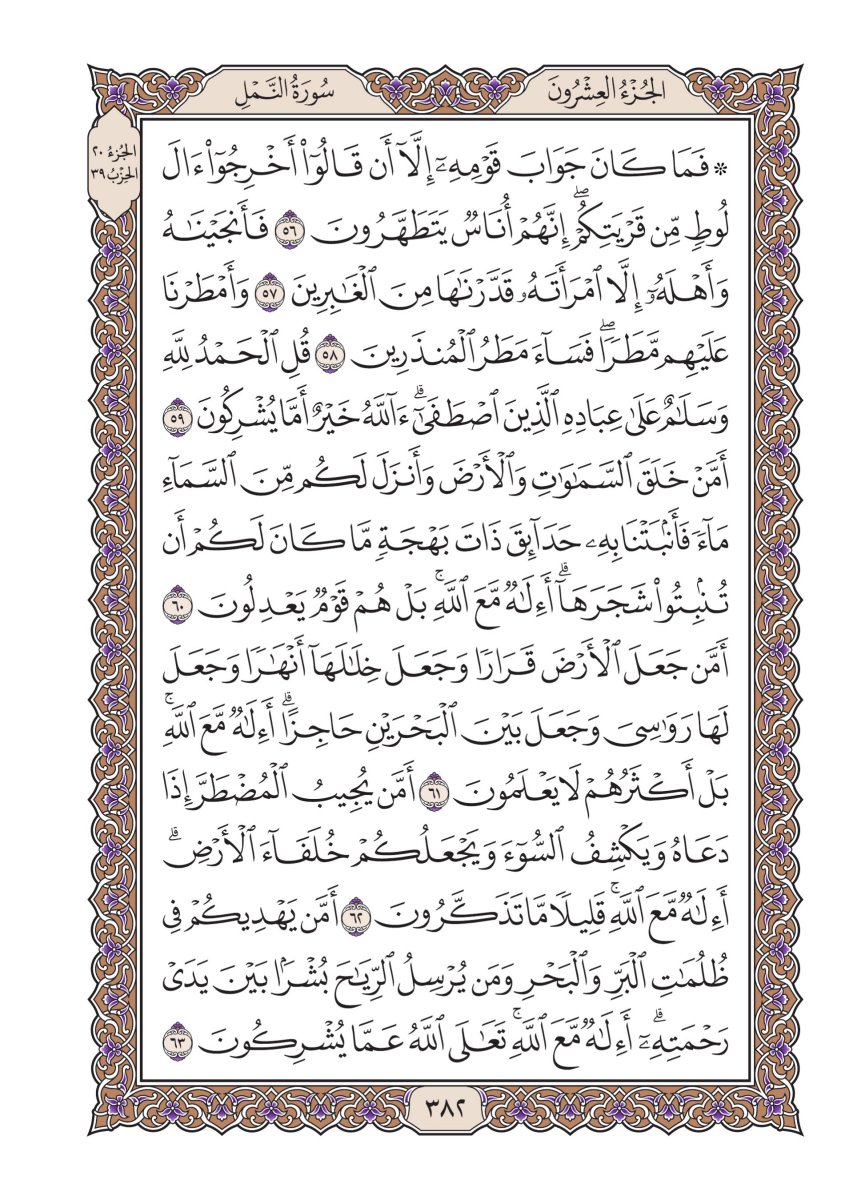 الجُزْءُ العِشْرُونَ
سُورَةُ النَّمْلِ
الجُزءُ ٢٠
الحِزْبُ ٣٩
۞ فَمَا كَانَ جَوَابَ قَوْمِهِۦٓ إِلَّآ أَن قَالُوٓا۟ أَخْرِجُوٓا۟ ءَالَ
لُوطٍ مِّن قَرْيَتِكُمْ ۖ إِنَّهُمْ أُنَاسٌ يَتَطَهَّرُونَ ٥٦ فَأَنجَيْنَـٰهُ
وَأَهْلَهُۥٓ إِلَّا ٱمْرَأَتَهُۥ قَدَّرْنَـٰهَا مِنَ ٱلْغَـٰبِرِينَ ٥٧ وَأَمْطَرْنَا
عَلَيْهِم مَّطَرًا ۖ فَسَآءَ مَطَرُ ٱلْمُنذَرِينَ ٥٨ قُلِ ٱلْحَمْدُ لِلَّهِ
وَسَلَـٰمٌ عَلَىٰ عِبَادِهِ ٱلَّذِينَ ٱصْطَفَىٰٓ ۗ ءَآللَّهُ خَيْرٌ أَمَّا يُشْرِكُونَ ٥٩
أَمَّنْ خَلَقَ ٱلسَّمَـٰوَٰتِ وَٱلْأَرْضَ وَأَنزَلَ لَكُم مِّنَ ٱلسَّمَآءِ
مَآءً فَأَنۢبَتْنَا بِهِۦ حَدَآئِقَ ذَاتَ بَهْجَةٍ مَّا كَانَ لَكُمْ أَن
تُنۢبِتُوا۟ شَجَرَهَآ ۗ أَءِلَـٰهٌ مَّعَ ٱللَّهِ ۚ بَلْ هُمْ قَوْمٌ يَعْدِلُونَ ٦٠
أَمَّن جَعَلَ ٱلْأَرْضَ قَرَارًا وَجَعَلَ خِلَـٰلَهَآ أَنْهَـٰرًا وَجَعَلَ
لَهَا رَوَٰسِىَ وَجَعَلَ بَيْنَ ٱلْبَحْرَيْنِ حَاجِزًا ۗ أَءِلَـٰهٌ مَّعَ ٱللَّهِ ۚ
بَلْ أَكْثَرُهُمْ لَا يَعْلَمُونَ ٦١ أَمَّن يُجِيبُ ٱلْمُضْطَرَّ إِذَا
دَعَاهُ وَيَكْشِفُ ٱلسُّوٓءَ وَيَجْعَلُكُمْ خُلَفَآءَ ٱلْأَرْضِ ۗ
أَءِلَـٰهٌ مَّعَ ٱللَّهِ ۚ قَلِيلًا مَّا تَذَكَّرُونَ ٦٢ أَمَّن يَهْدِيكُمْ فِى
ظُلُمَـٰتِ ٱلْبَرِّ وَٱلْبَحْرِ وَمَن يُرْسِلُ ٱلرِّيَـٰحَ بُشْرًۢا بَيْنَ يَدَىْ
رَحْمَتِهِۦٓ ۗ أَءِلَـٰهٌ مَّعَ ٱللَّهِ ۚ تَعَـٰلَى ٱللَّهُ عَمَّا يُشْرِكُونَ ٦٣
٣٨٢